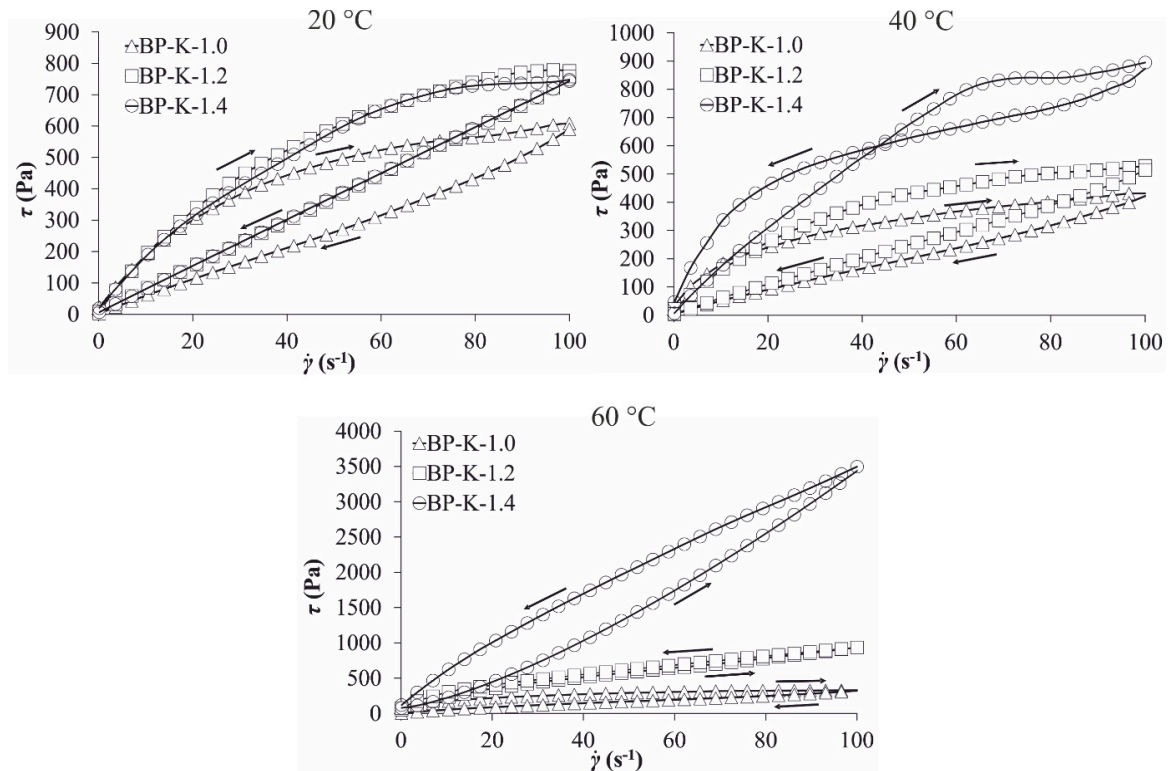 20 °C
900
800
700
600
500
400
300
200
100
0
τ (Pa)
BP-K-1.0
BP-K-1.2
BP-K-1.4
0 20 40 60 80 100
γ̇ (s⁻¹)
40 °C
1000
900
800
700
600
500
400
300
200
100
0
τ (Pa)
BP-K-1.0
BP-K-1.2
BP-K-1.4
0 20 40 60 80 100
γ̇ (s⁻¹)
60 °C
4000
3500
3000
2500
2000
1500
1000
500
0
τ (Pa)
BP-K-1.0
BP-K-1.2
BP-K-1.4
0 20 40 60 80 100
γ̇ (s⁻¹)